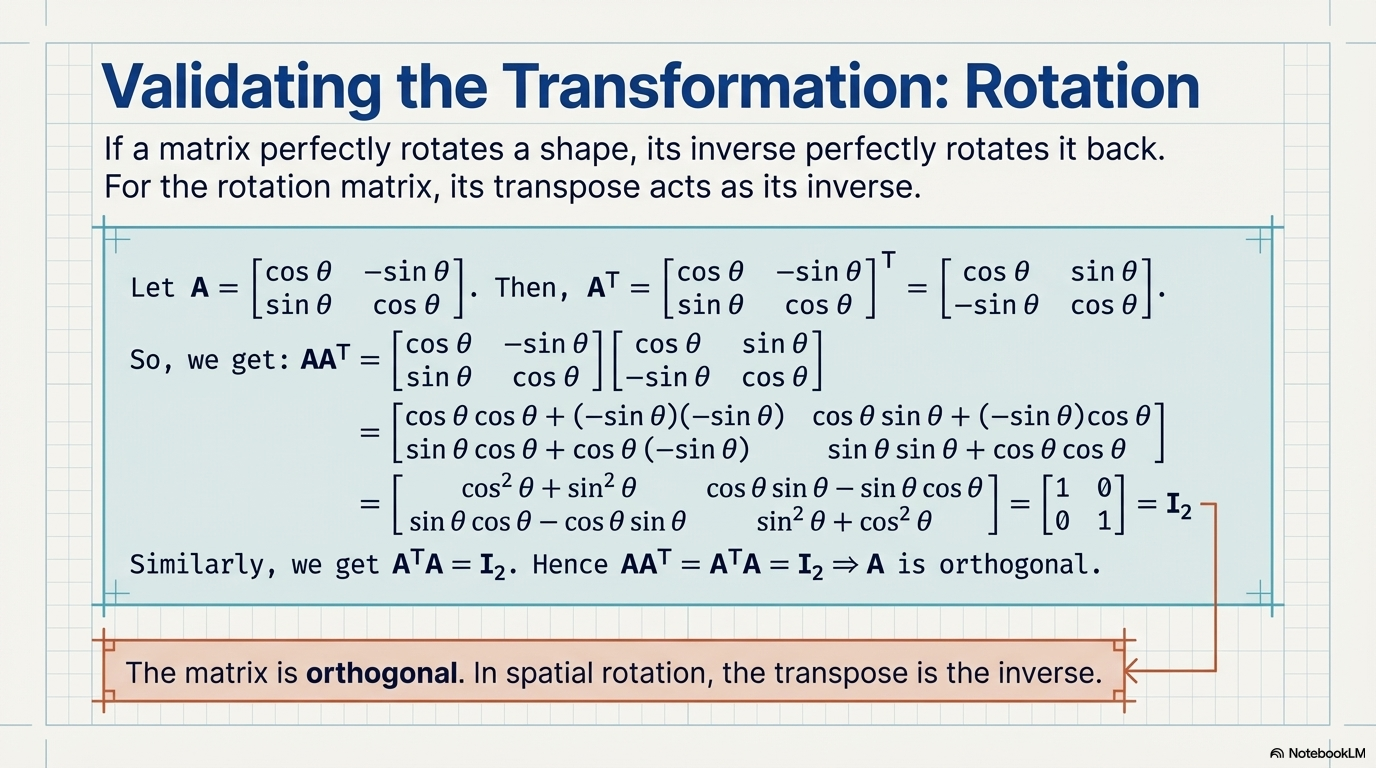 Validating the Transformation: Rotation
If a matrix perfectly rotates a shape, its inverse perfectly rotates it back.
For the rotation matrix, its transpose acts as its inverse.
Let A = [cos θ −sin θ; sin θ cos θ]. Then, Aᵀ = [cos θ −sin θ; sin θ cos θ]ᵀ = [cos θ sin θ; −sin θ cos θ].
So, we get: AAᵀ = [cos θ −sin θ; sin θ cos θ][cos θ sin θ; −sin θ cos θ]
= [cos θ cos θ + (−sin θ)(−sin θ) cos θ sin θ + (−sin θ)cos θ; sin θ cos θ + cos θ (−sin θ) sin θ sin θ + cos θ cos θ]
= [cos² θ + sin² θ cos θ sin θ − sin θ cos θ; sin θ cos θ − cos θ sin θ sin² θ + cos² θ] = [1 0; 0 1] = I₂
Similarly, we get AᵀA = I₂. Hence AAᵀ = AᵀA = I₂ ⇒ A is orthogonal.
The matrix is orthogonal. In spatial rotation, the transpose is the inverse.
NotebookLM